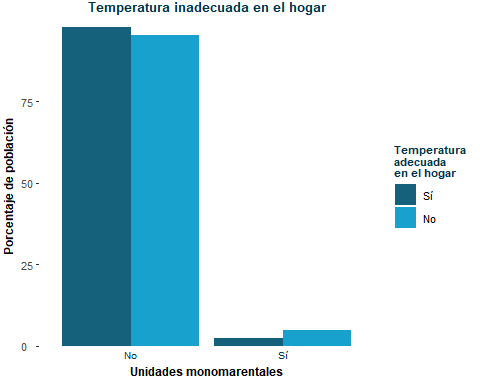 Temperatura inadecuada en el hogar
Porcentaje de población
75
50
25
0
No
Sí
Unidades monomarentales
Temperatura
adecuada
en el hogar
Sí
No